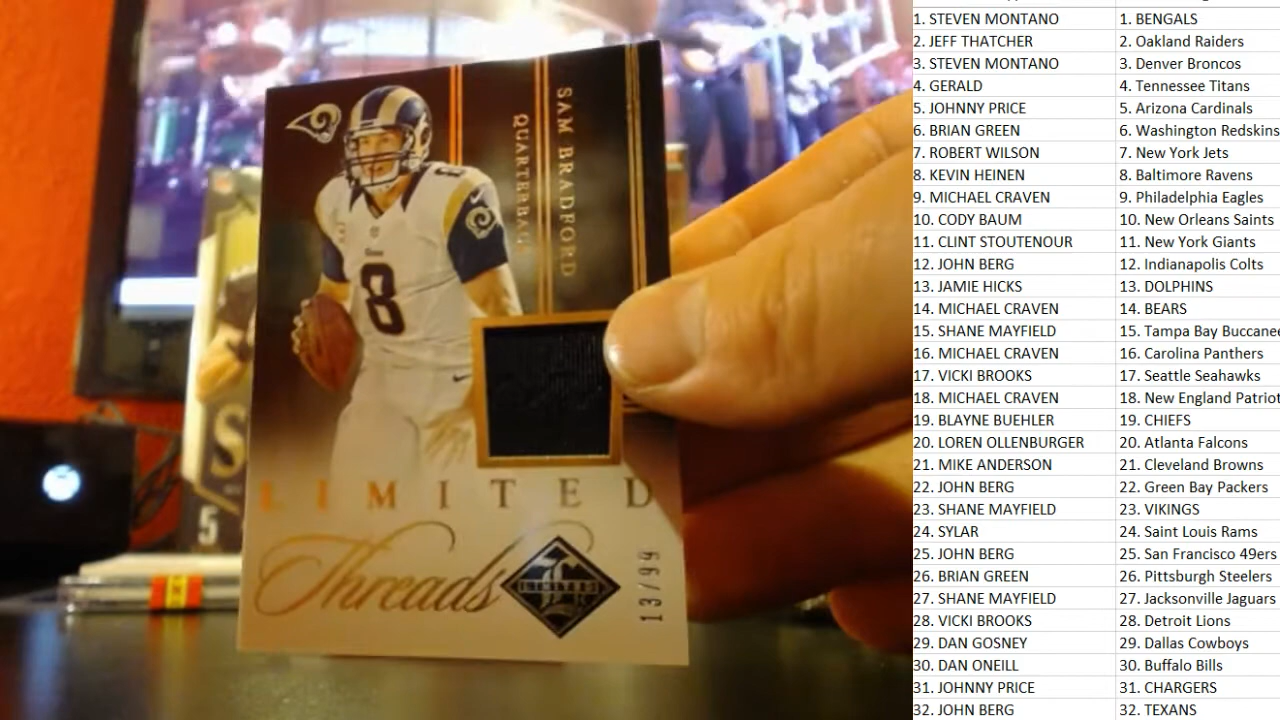 SAM BRADFORD
QUARTERBACK
8
8
LIMITED
Threads
LIMITED
13/99
S
5
1. STEVEN MONTANO 1. BENGALS
2. JEFF THATCHER 2. Oakland Raiders
3. STEVEN MONTANO 3. Denver Broncos
4. GERALD 4. Tennessee Titans
5. JOHNNY PRICE 5. Arizona Cardinals
6. BRIAN GREEN 6. Washington Redskins
7. ROBERT WILSON 7. New York Jets
8. KEVIN HEINEN 8. Baltimore Ravens
9. MICHAEL CRAVEN 9. Philadelphia Eagles
10. CODY BAUM 10. New Orleans Saints
11. CLINT STOUTENOUR 11. New York Giants
12. JOHN BERG 12. Indianapolis Colts
13. JAMIE HICKS 13. DOLPHINS
14. MICHAEL CRAVEN 14. BEARS
15. SHANE MAYFIELD 15. Tampa Bay Buccanee
16. MICHAEL CRAVEN 16. Carolina Panthers
17. VICKI BROOKS 17. Seattle Seahawks
18. MICHAEL CRAVEN 18. New England Patriot
19. BLAYNE BUEHLER 19. CHIEFS
20. LOREN OLLENBURGER 20. Atlanta Falcons
21. MIKE ANDERSON 21. Cleveland Browns
22. JOHN BERG 22. Green Bay Packers
23. SHANE MAYFIELD 23. VIKINGS
24. SYLAR 24. Saint Louis Rams
25. JOHN BERG 25. San Francisco 49ers
26. BRIAN GREEN 26. Pittsburgh Steelers
27. SHANE MAYFIELD 27. Jacksonville Jaguars
28. VICKI BROOKS 28. Detroit Lions
29. DAN GOSNEY 29. Dallas Cowboys
30. DAN ONEILL 30. Buffalo Bills
31. JOHNNY PRICE 31. CHARGERS
32. JOHN BERG 32. TEXANS